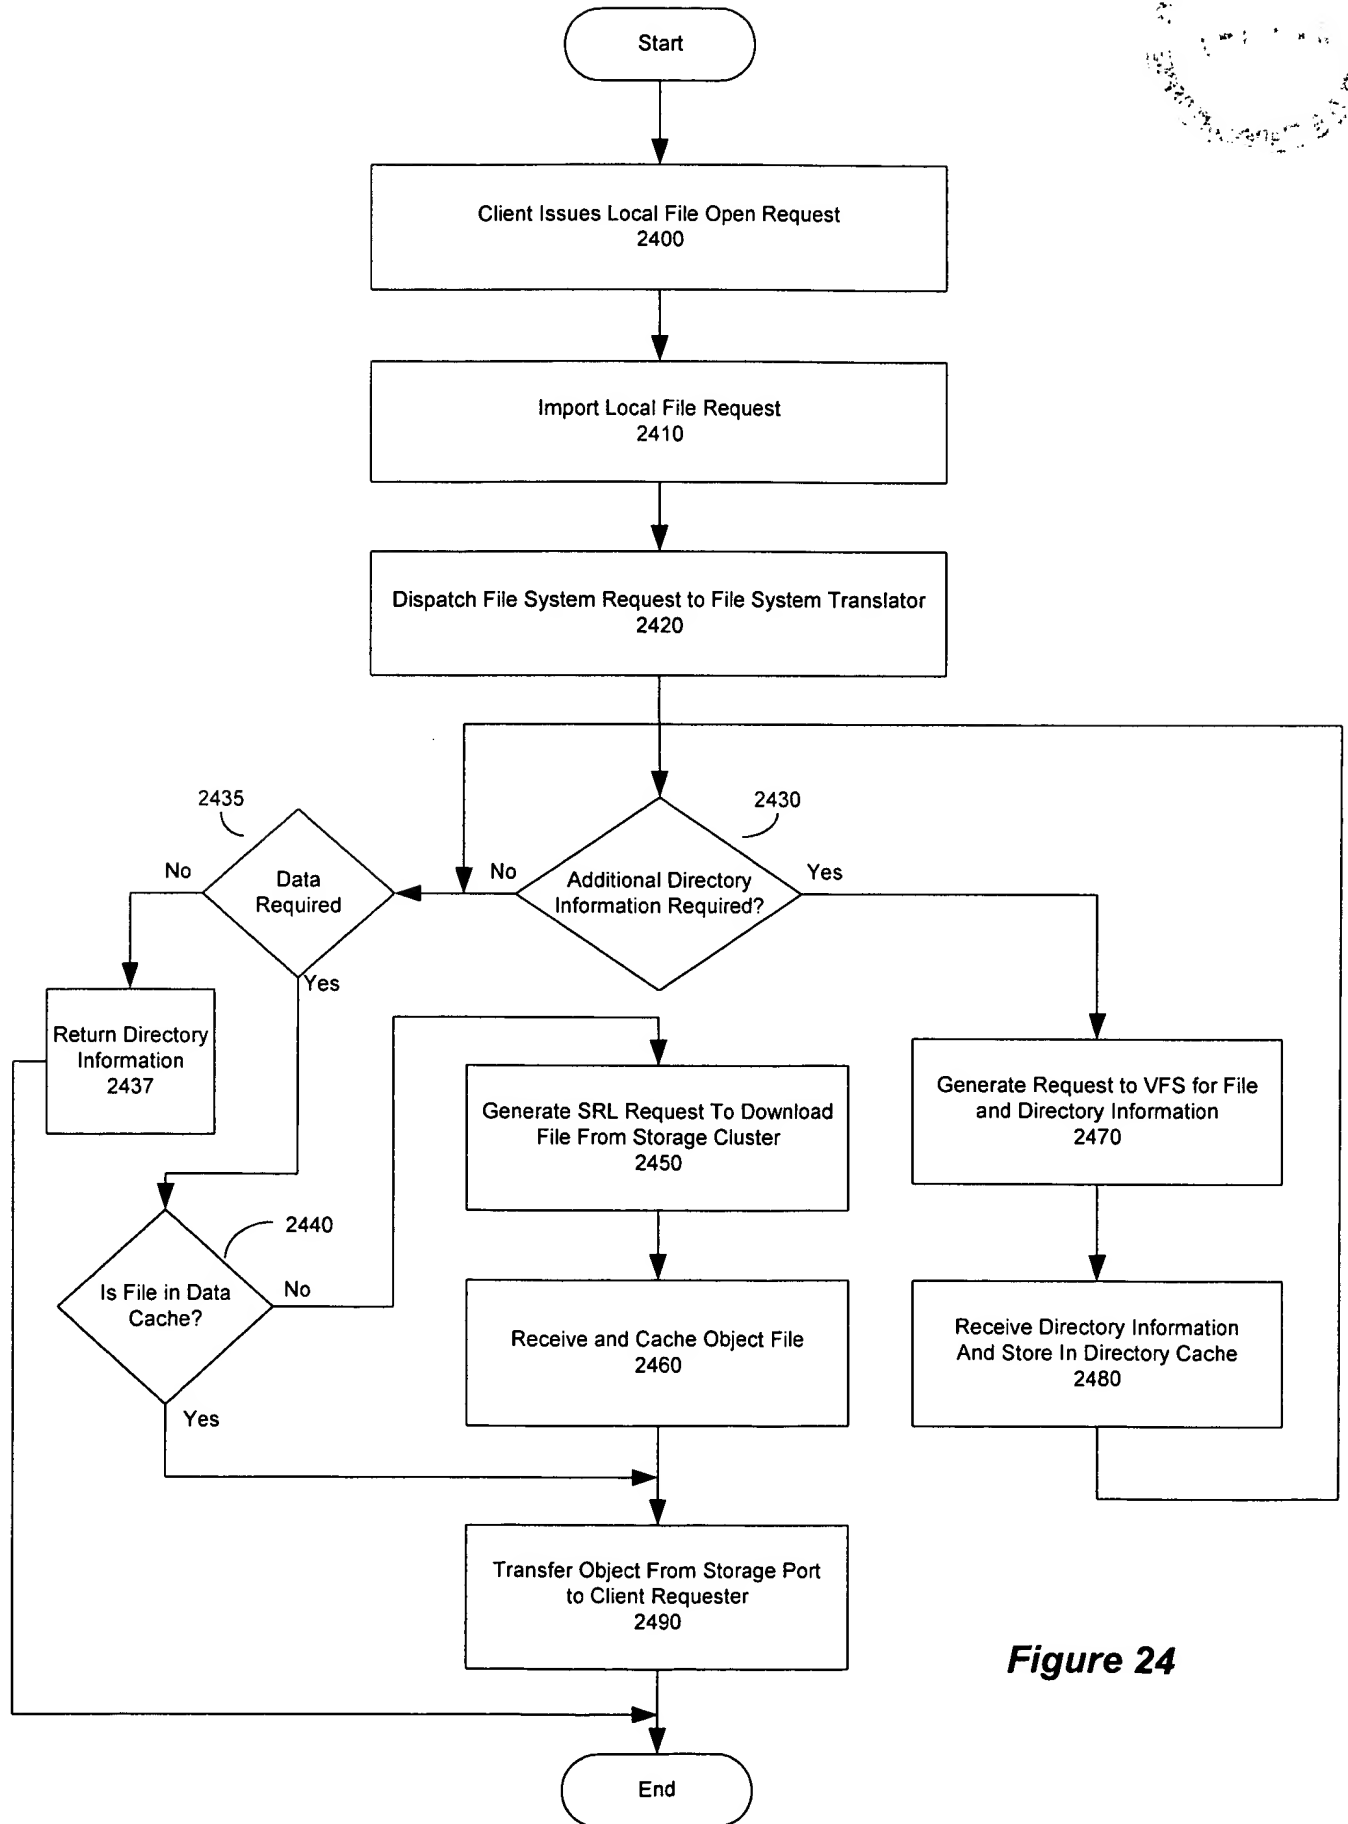 Start
Client Issues Local File Open Request
2400
Import Local File Request
2410
Dispatch File System Request to File System Translator
2420
2435
2430
No
Data
Required
No
Additional Directory
Information Required?
Yes
Yes
Return Directory
Information
2437
Generate SRL Request To Download
File From Storage Cluster
2450
Generate Request to VFS for File
and Directory Information
2470
2440
Is File in Data
Cache?
No
Yes
Receive and Cache Object File
2460
Receive Directory Information
And Store In Directory Cache
2480
Transfer Object From Storage Port
to Client Requester
2490
Figure 24
End